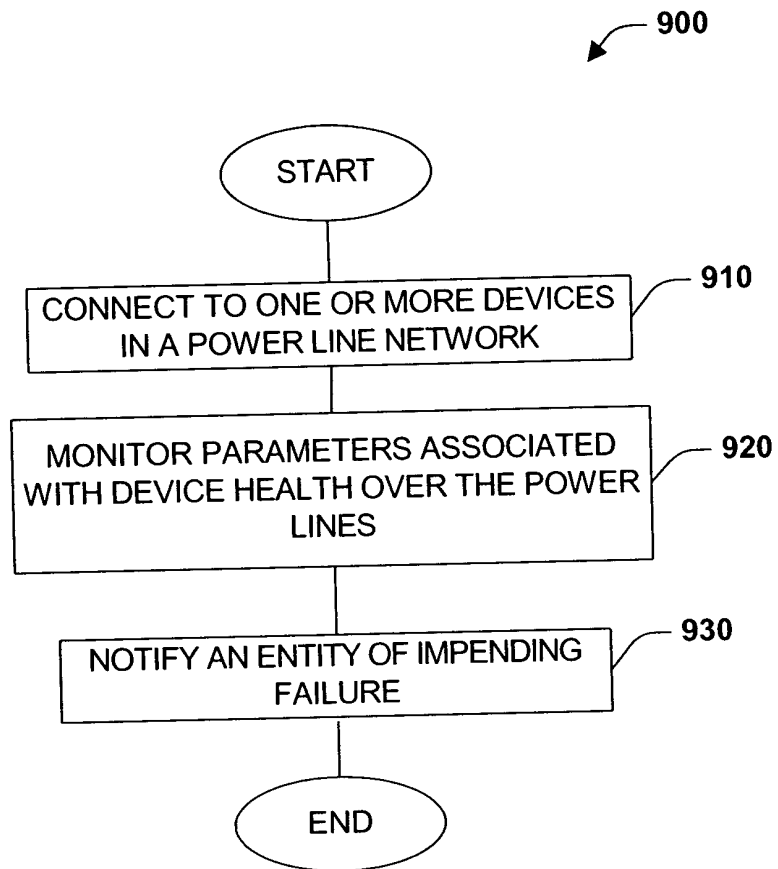 900
START
910
CONNECT TO ONE OR MORE DEVICES
IN A POWER LINE NETWORK
920
MONITOR PARAMETERS ASSOCIATED
WITH DEVICE HEALTH OVER THE POWER
LINES
930
NOTIFY AN ENTITY OF IMPENDING
FAILURE
END